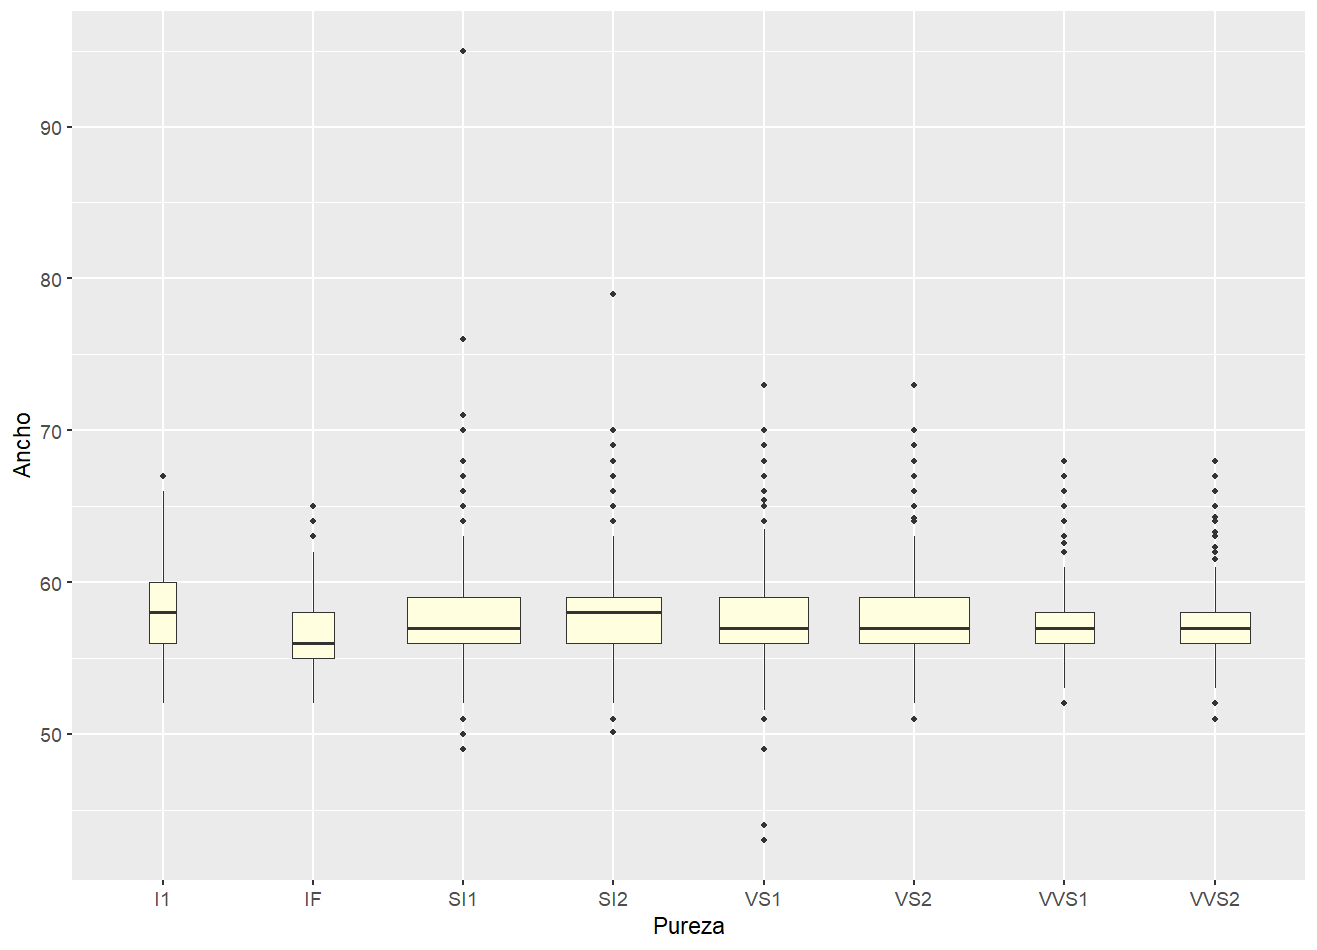 Ancho
90
80
70
60
50
I1 IF SI1 SI2 VS1 VS2 VVS1 VVS2
Pureza